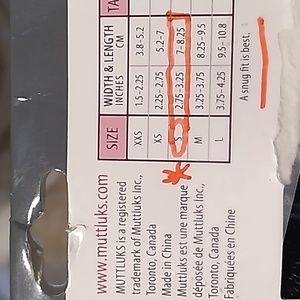 TA
SIZE WIDTH & LENGTH
INCHES CM
XXS 1.5-2.25 3.8-5.2
XS 2.25-2.75 5.2-7
S 2.75-3.25 7-8.25
M 3.25-3.75 8.25-9.5
L 3.75-4.25 9.5-10.8
A snug fit is best.
www.muttluks.com
MUTTLUKS is a registered
trademark of Muttluks Inc.,
Toronto, Canada
Made in China
Muttluks est une marque
déposée de Muttluks Inc.,
Toronto, Canada
Fabriquées en Chine